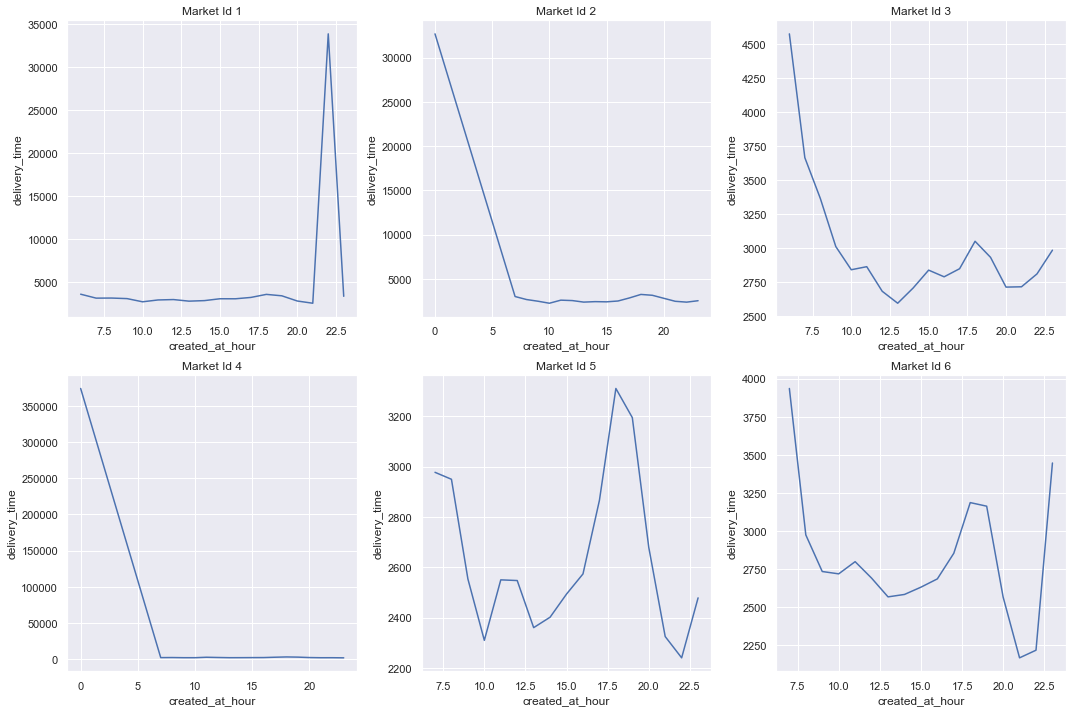 Market Id 1
35000
30000
25000
20000
15000
10000
5000
delivery_time
7.5 10.0 12.5 15.0 17.5 20.0 22.5
created_at_hour
Market Id 2
30000
25000
20000
15000
10000
5000
delivery_time
0 5 10 15 20
created_at_hour
Market Id 3
4500
4250
4000
3750
3500
3250
3000
2750
2500
delivery_time
7.5 10.0 12.5 15.0 17.5 20.0 22.5
created_at_hour
Market Id 4
350000
300000
250000
200000
150000
100000
50000
0
delivery_time
0 5 10 15 20
created_at_hour
Market Id 5
3200
3000
2800
2600
2400
2200
delivery_time
7.5 10.0 12.5 15.0 17.5 20.0 22.5
created_at_hour
Market Id 6
4000
3750
3500
3250
3000
2750
2500
2250
delivery_time
7.5 10.0 12.5 15.0 17.5 20.0 22.5
created_at_hour